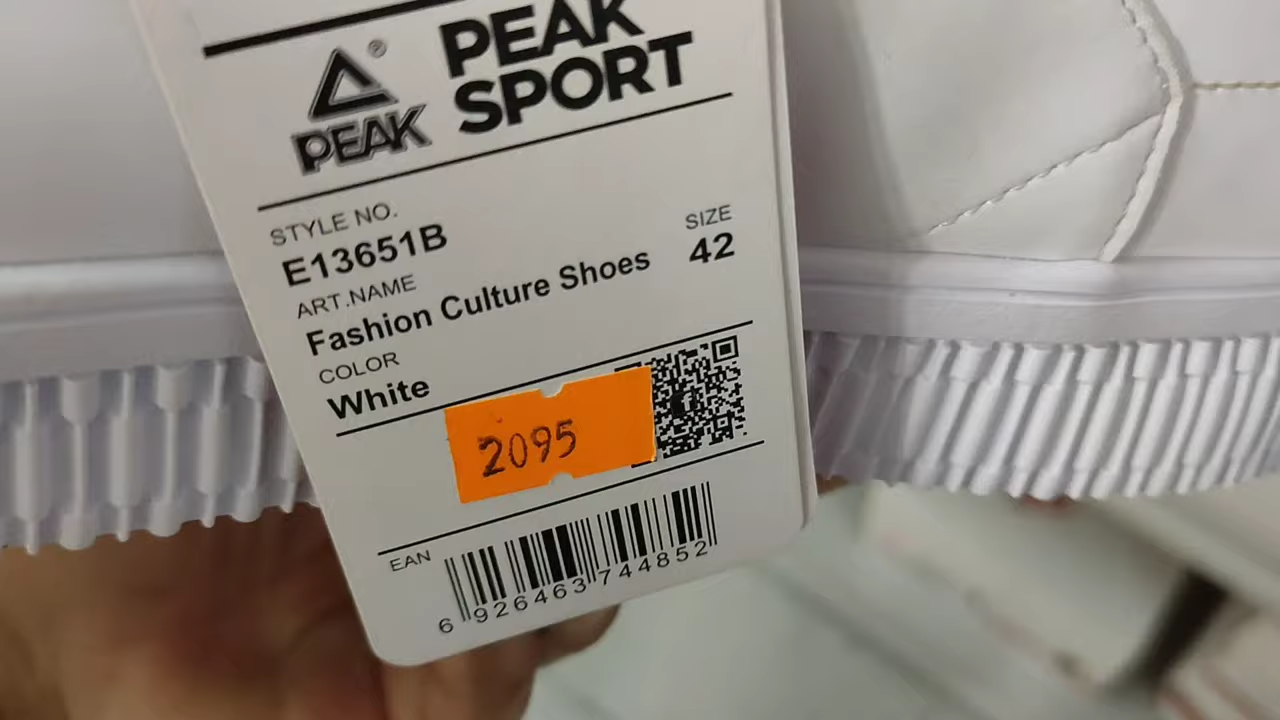 PEAK
SPORT
®
PEAK
STYLE NO.
E13651B
SIZE
42
ART.NAME
Fashion Culture Shoes
COLOR
White
2095
EAN
6 926463 744852